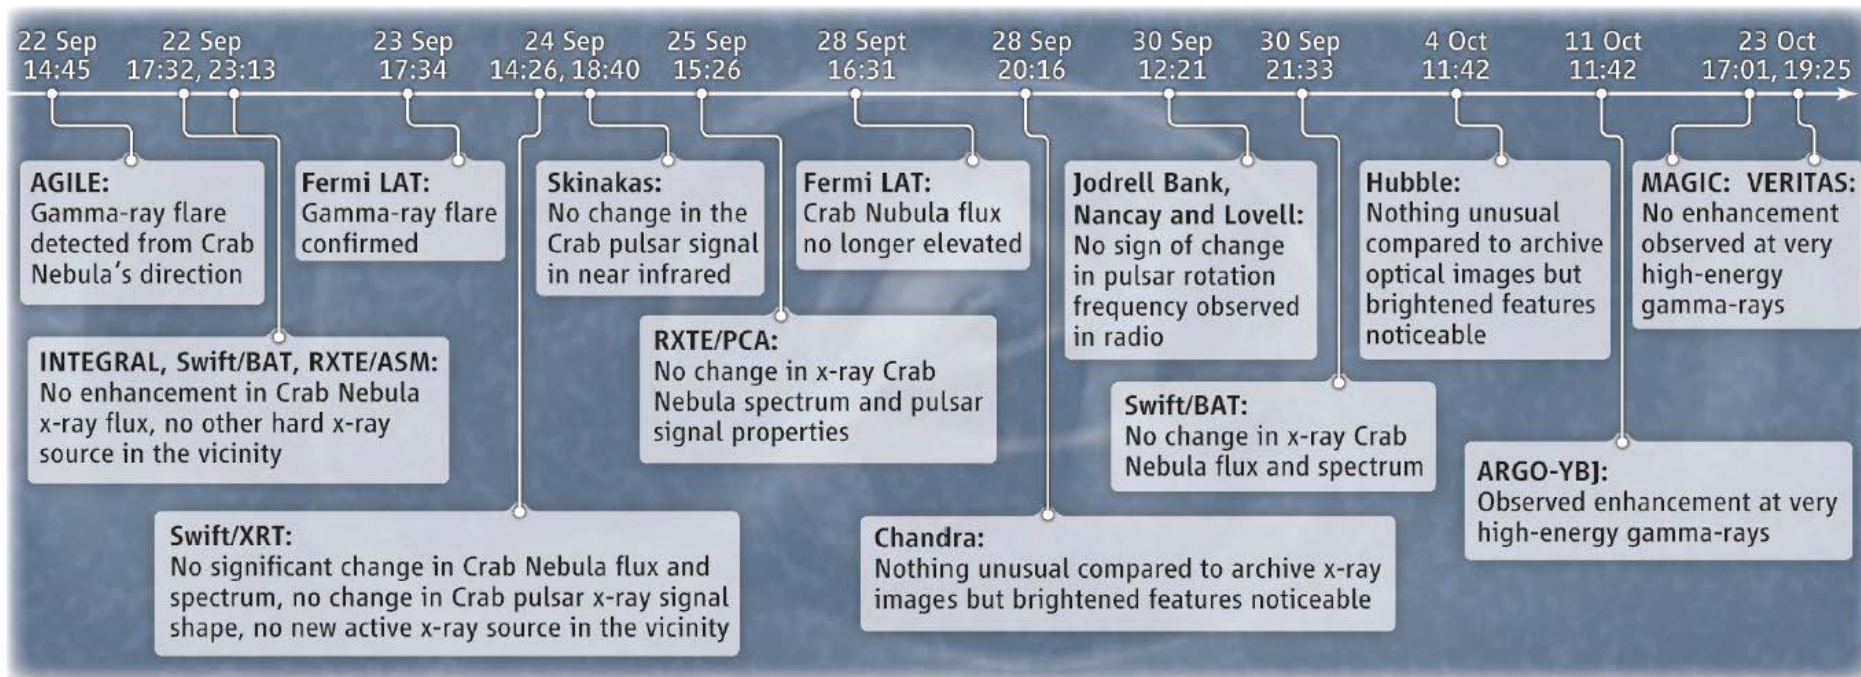 22 Sep
14:45
22 Sep
17:32, 23:13
23 Sep
17:34
24 Sep
14:26, 18:40
25 Sep
15:26
28 Sept
16:31
28 Sep
20:16
30 Sep
12:21
30 Sep
21:33
4 Oct
11:42
11 Oct
11:42
23 Oct
17:01, 19:25
AGILE:
Gamma-ray flare
detected from Crab
Nebula's direction
INTEGRAL, Swift/BAT, RXTE/ASM:
No enhancement in Crab Nebula
x-ray flux, no other hard x-ray
source in the vicinity
Fermi LAT:
Gamma-ray flare
confirmed
Swift/XRT:
No significant change in Crab Nebula flux and
spectrum, no change in Crab pulsar x-ray signal
shape, no new active x-ray source in the vicinity
Skinakas:
No change in the
Crab pulsar signal
in near infrared
RXTE/PCA:
No change in x-ray Crab
Nebula spectrum and pulsar
signal properties
Fermi LAT:
Crab Nubula flux
no longer elevated
Chandra:
Nothing unusual compared to archive x-ray
images but brightened features noticeable
Jodrell Bank,
Nancay and Lovell:
No sign of change
in pulsar rotation
frequency observed
in radio
Swift/BAT:
No change in x-ray Crab
Nebula flux and spectrum
Hubble:
Nothing unusual
compared to archive
optical images but
brightened features
noticeable
ARGO-YBJ:
Observed enhancement at very
high-energy gamma-rays
MAGIC: VERITAS:
No enhancement
observed at very
high-energy
gamma-rays